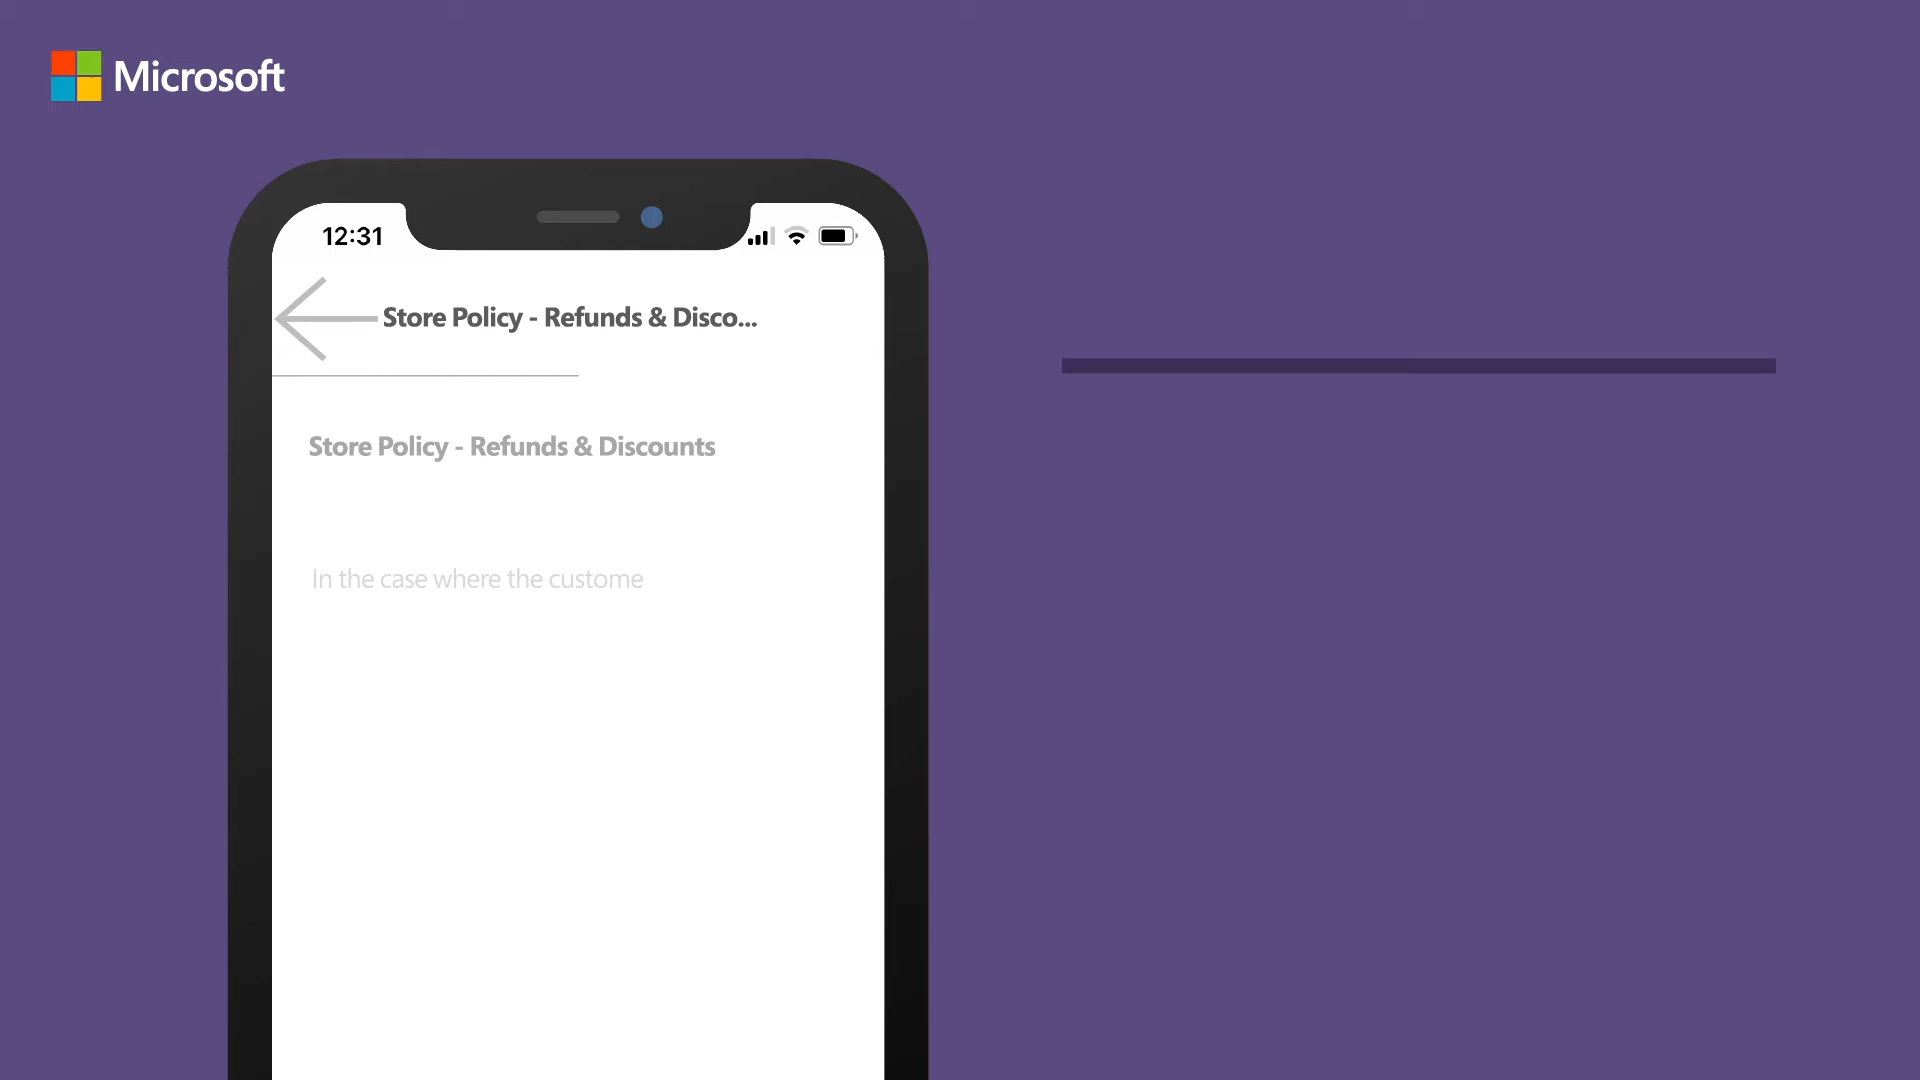 Microsoft
12:31
Store Policy - Refunds & Disco...
Store Policy - Refunds & Discounts
In the case where the custome